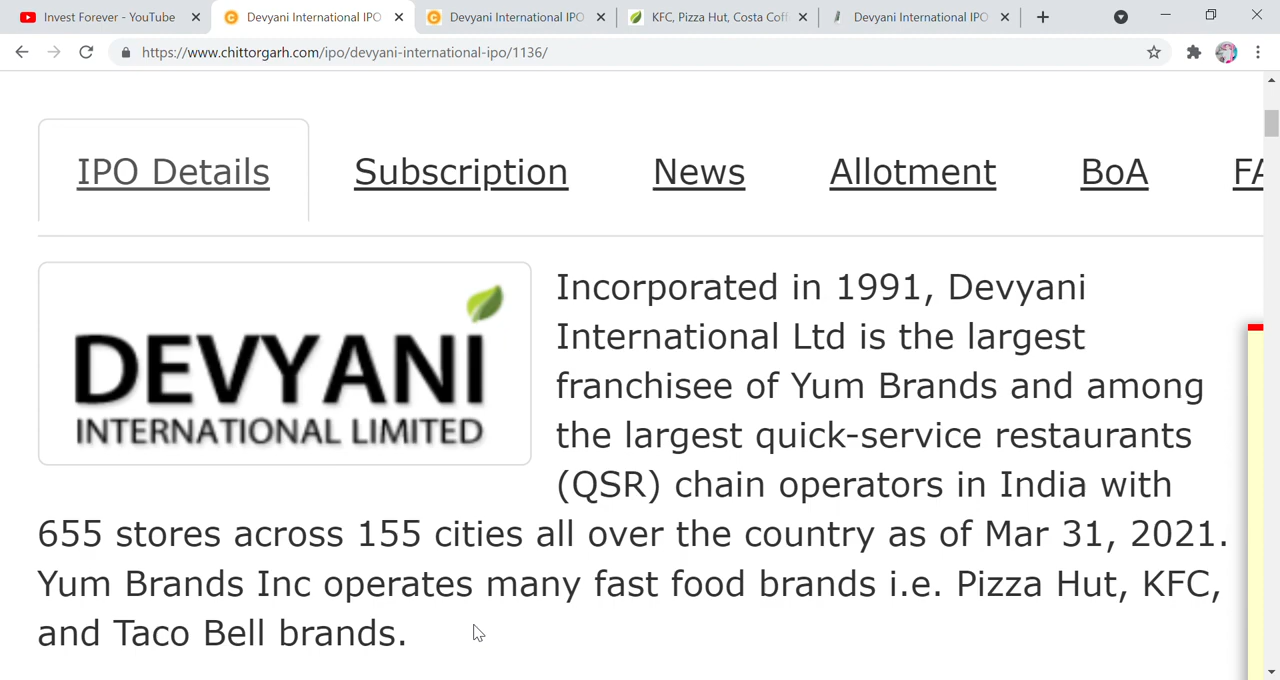 Invest Forever - YouTube
Devyani International IPO
Devyani International IPO
KFC, Pizza Hut, Costa Coff
Devyani International IPO
https://www.chittorgarh.com/ipo/devyani-international-ipo/1136/
IPO Details Subscription News Allotment BoA FA
DEVYANI
INTERNATIONAL LIMITED
Incorporated in 1991, Devyani
International Ltd is the largest
franchisee of Yum Brands and among
the largest quick-service restaurants
(QSR) chain operators in India with
655 stores across 155 cities all over the country as of Mar 31, 2021.
Yum Brands Inc operates many fast food brands i.e. Pizza Hut, KFC,
and Taco Bell brands.